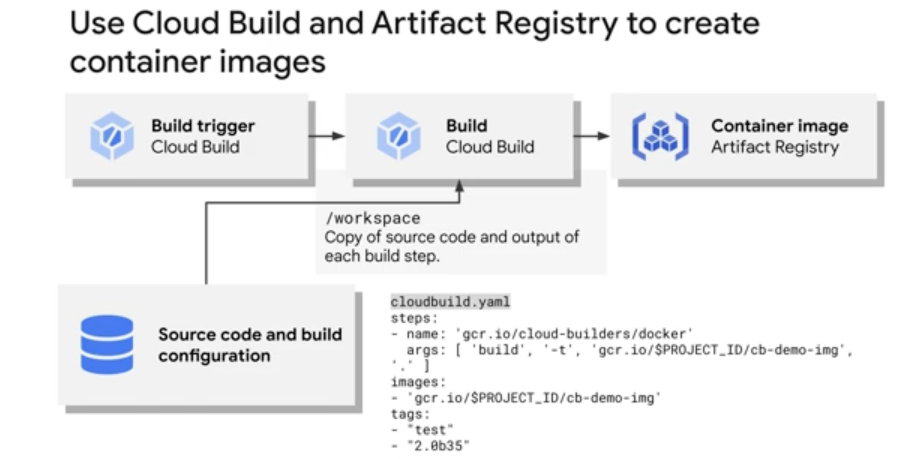 Use Cloud Build and Artifact Registry to create
container images
Build trigger
Cloud Build
Build
Cloud Build
Container image
Artifact Registry
/workspace
Copy of source code and output of
each build step.
Source code and build
configuration
cloudbuild.yaml
steps:
- name: 'gcr.io/cloud-builders/docker'
  args: [ 'build', '-t', 'gcr.io/$PROJECT_ID/cb-demo-img',
'.' ]
images:
- 'gcr.io/$PROJECT_ID/cb-demo-img'
tags:
- "test"
- "2.0b35"